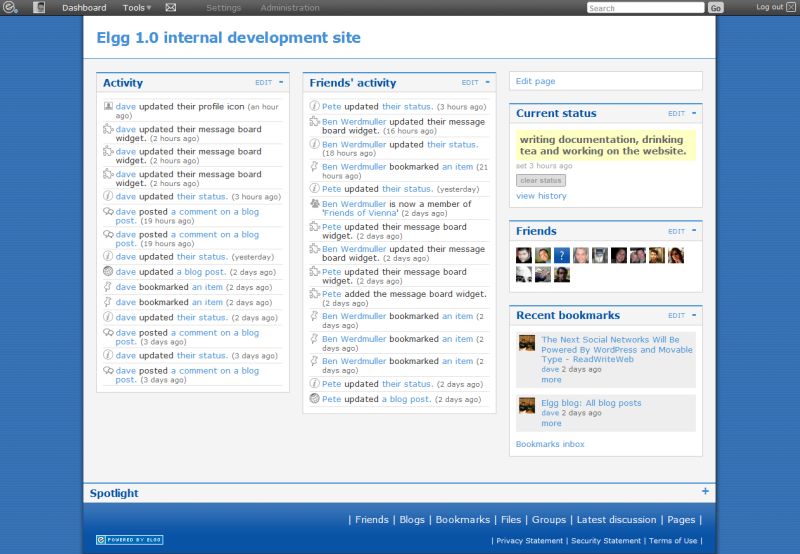 Dashboard Tools Settings Administration Search Go Log out
Elgg 1.0 internal development site
Activity EDIT -
dave updated their profile icon (an hour
ago)
dave updated their message board
widget. (2 hours ago)
dave updated their message board
widget. (2 hours ago)
dave updated their message board
widget. (2 hours ago)
dave updated their status. (3 hours ago)
dave posted a comment on a blog
post. (19 hours ago)
dave posted a comment on a blog
post. (19 hours ago)
dave updated their status. (yesterday)
dave updated a blog post. (2 days ago)
dave bookmarked an item (2 days ago)
dave bookmarked an item (2 days ago)
dave updated their status. (2 days ago)
dave posted a comment on a blog
post. (3 days ago)
dave updated their status. (3 days ago)
dave posted a comment on a blog
post. (3 days ago)
Friends' activity EDIT -
Pete updated their status. (3 hours ago)
Ben Werdmuller updated their message
board widget. (16 hours ago)
Ben Werdmuller updated their status.
(18 hours ago)
Ben Werdmuller bookmarked an item (21
hours ago)
Pete updated their status. (yesterday)
Ben Werdmuller is now a member of
'Friends of Vienna' (2 days ago)
Pete updated their message board
widget. (2 days ago)
Ben Werdmuller updated their message
board widget. (2 days ago)
Pete updated their message board
widget. (2 days ago)
Pete added the message board widget.
(2 days ago)
Ben Werdmuller bookmarked an item (2
days ago)
Ben Werdmuller bookmarked an item (2
days ago)
Ben Werdmuller bookmarked an item (2
days ago)
Pete updated their status. (2 days ago)
Pete updated a blog post. (2 days ago)
Edit page
Current status EDIT -
writing documentation, drinking
tea and working on the website.
set 3 hours ago
clear status
view history
Friends EDIT -
?
Recent bookmarks EDIT -
The Next Social Networks Will Be
Powered By WordPress and Movable
Type - ReadWriteWeb
dave 2 days ago
more
Elgg blog: All blog posts
dave 2 days ago
more
Bookmarks inbox
Spotlight +
| Friends | Blogs | Bookmarks | Files | Groups | Latest discussion | Pages |
POWERED BY ELGG
| Privacy Statement | Security Statement | Terms of Use |